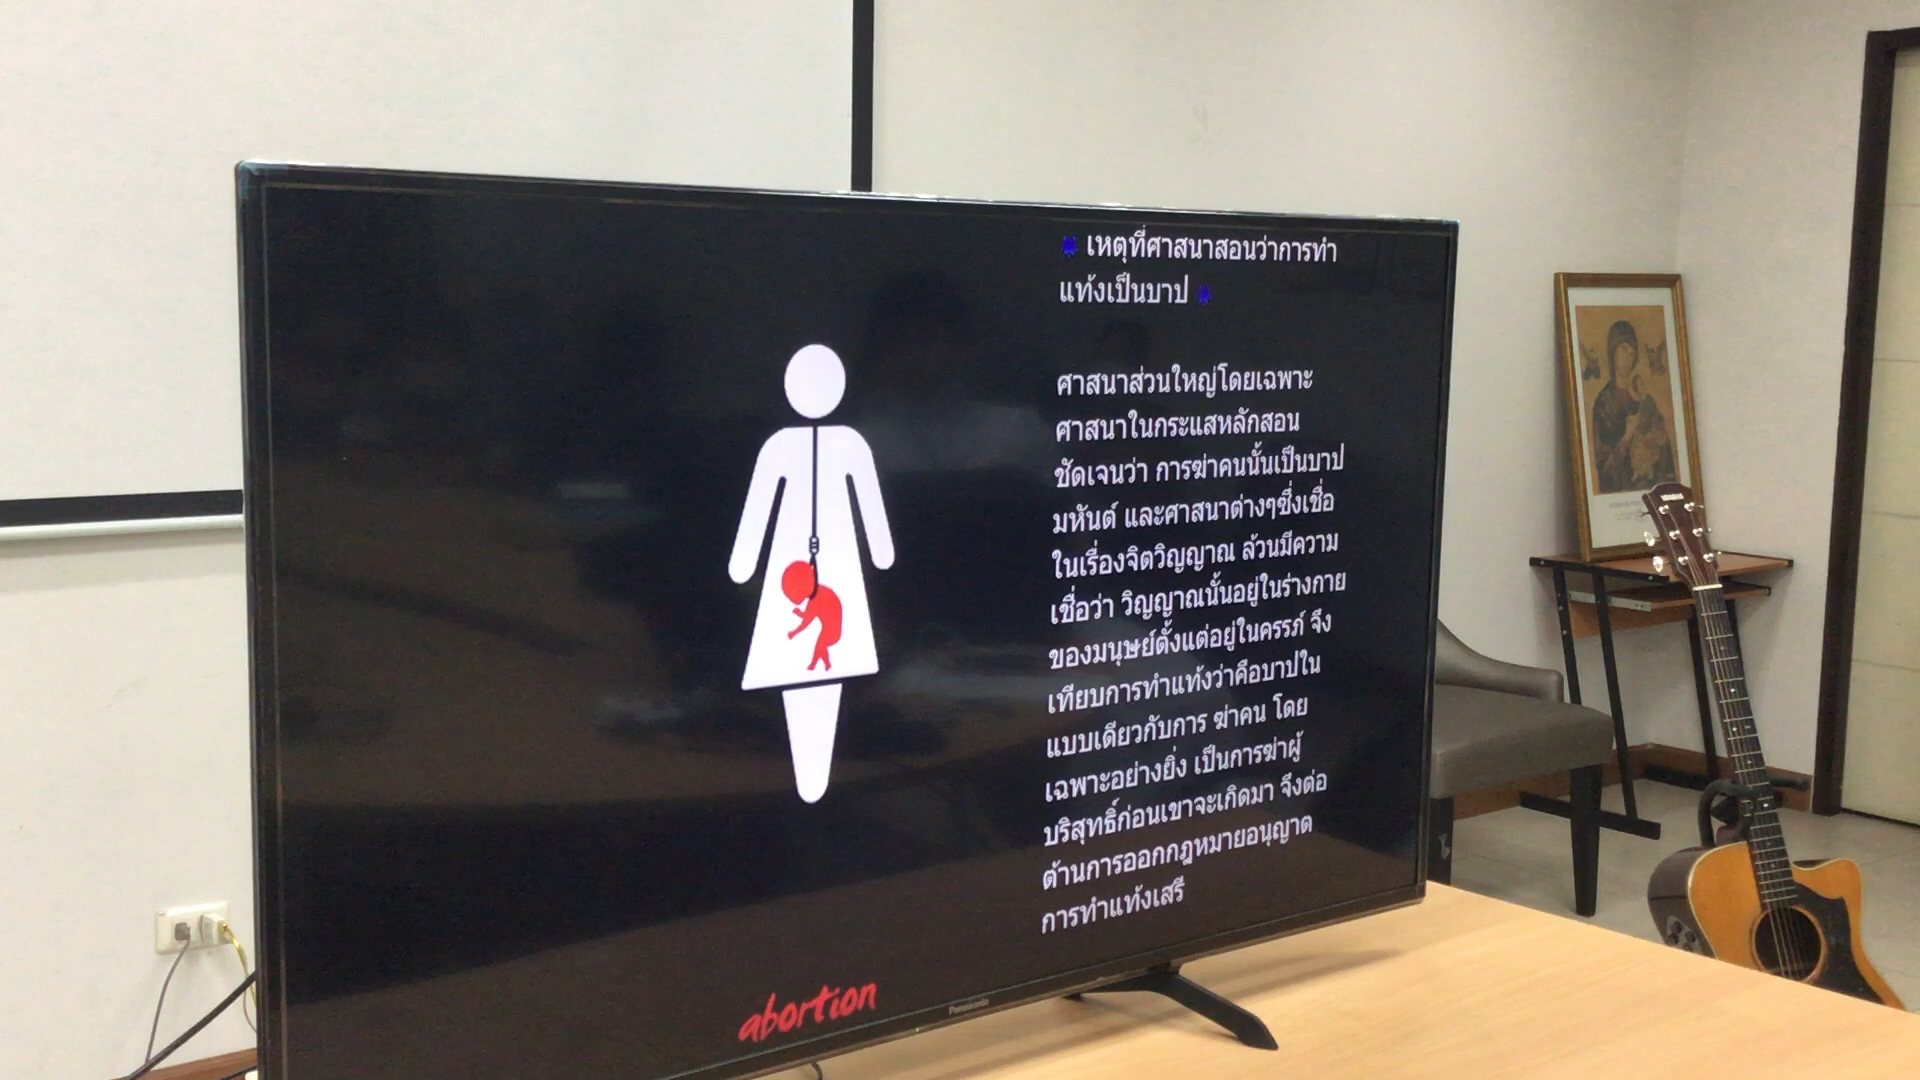 เหตุที่ศาสนาสอนว่าการทำ
แท้งเป็นบาป
ศาสนาส่วนใหญ่โดยเฉพาะ
ศาสนาในกระแสหลักสอน
ชัดเจนว่า การฆ่าคนนั้นเป็นบาป
มหันต์ และศาสนาต่างๆซึ่งเชื่อ
ในเรื่องจิตวิญญาณ ล้วนมีความ
เชื่อว่า วิญญาณนั้นอยู่ในร่างกาย
ของมนุษย์ตั้งแต่อยู่ในครรภ์ จึง
เทียบการทำแท้งว่าคือบาปใน
แบบเดียวกับการ ฆ่าคน โดย
เฉพาะอย่างยิ่ง เป็นการฆ่าผู้
บริสุทธิ์ก่อนเขาจะเกิดมา จึงต่อ
ต้านการออกกฎหมายอนุญาต
การทำแท้งเสรี
abortion
Panasonic
YAMAHA